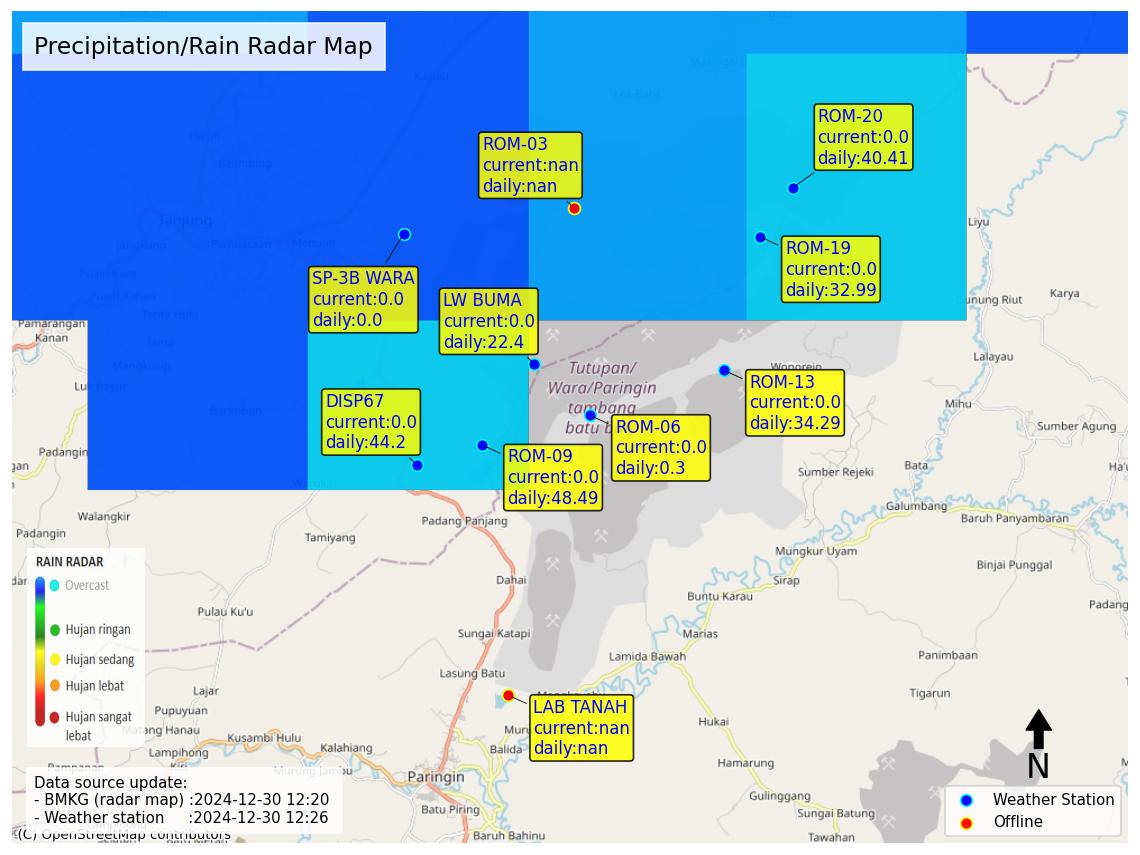 Precipitation/Rain Radar Map
Kapar
Loa-Batu
ROM-20
current:0.0
daily:40.41
ROM-03
current:nan
daily:nan
Tanjung
Liyu
ROM-19
current:0.0
daily:32.99
SP-3B WARA
current:0.0
daily:0.0
LW BUMA
current:0.0
daily:22.4
Gunung Riut
Karya
Pamarangan
Kanan
Lalayau
Tutupan/
Wara/Paringin
tambang
batu
Wonorejo
ROM-13
current:0.0
daily:34.29
DISP67
current:0.0
daily:44.2
Mihu
ROM-06
current:0.0
daily:0.3
Sumber Agung
Padangin
ROM-09
current:0.0
daily:48.49
Bata
Ha'u
Sumber Rejeki
Warukin
Galumbang
Walangkir
Padang Panjang
Baruh Panyambaran
Padangin
Tamiyang
Mungkur Uyam
Binjai Punggal
Dahai
Sirap
Buntu Karau
Padang
Pulau Ku'u
Sungai Katapi
Marias
Lamida Bawah
Panimbaan
Lasung Batu
Tigarun
Lajar
Pupuyuan
Hukai
Matang Hanau
Kusambi Hulu
Lampihong
Kalahiang
Balida
Hamarung
Murung Jambu
Paringin
Gulinggang
Batu Piring
Sungai Batung
Baruh Bahinu
Tawahan
LAB TANAH
current:nan
daily:nan
RAIN RADAR
Overcast
Hujan ringan
Hujan sedang
Hujan lebat
Hujan sangat
lebat
Data source update:
- BMKG (radar map) :2024-12-30 12:20
- Weather station :2024-12-30 12:26
(C) OpenStreetMap contributors
N
Weather Station
Offline